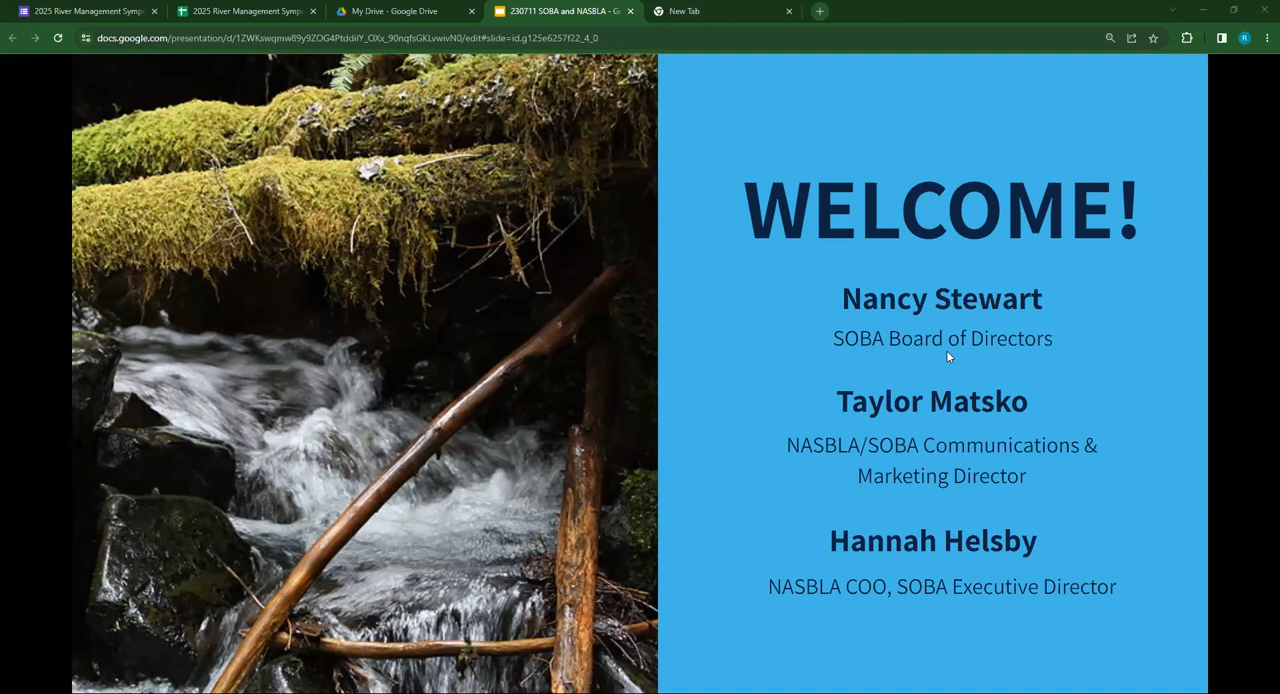 2025 River Management Symp
2025 River Management Symp
My Drive - Google Drive
230711 SOBA and NASBLA - G
New Tab
docs.google.com/presentation/d/1ZWKswqmw89y9ZOG4PtddilY_OXx_90nqfsGKLvwivN0/edit#slide=id.g125e6257f22_4_0
R
WELCOME!
Nancy Stewart
SOBA Board of Directors
Taylor Matsko
NASBLA/SOBA Communications &
Marketing Director
Hannah Helsby
NASBLA COO, SOBA Executive Director